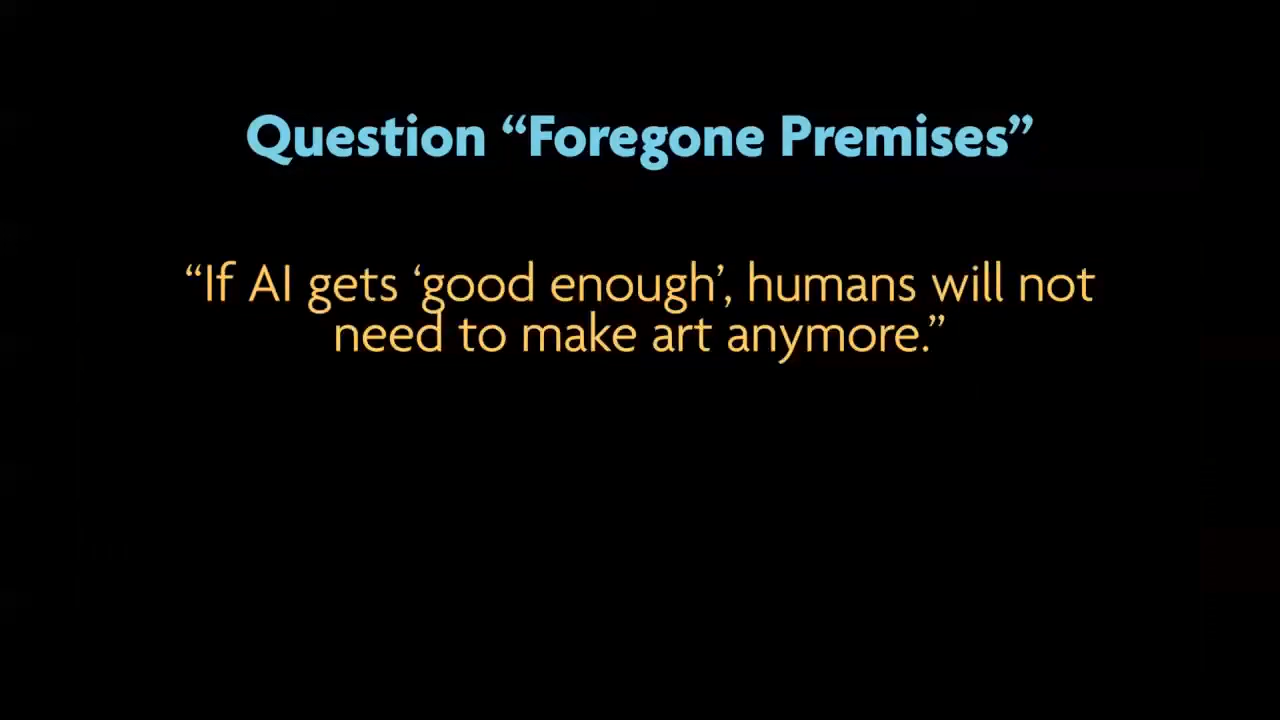 Question “Foregone Premises”
“If AI gets ‘good enough’, humans will not
need to make art anymore.”